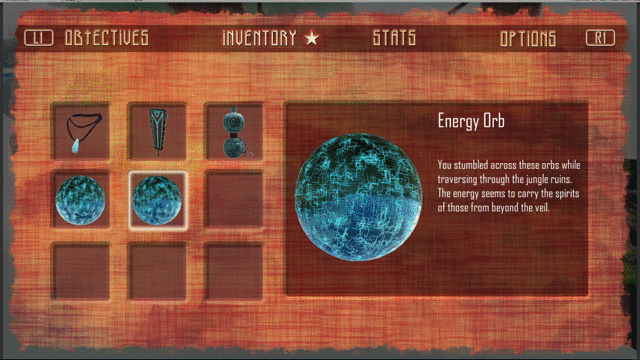 L1 OBJECTIVES INVENTORY STATS OPTIONS R1
Energy Orb
You stumbled across these orbs while
traversing through the jungle ruins.
The energy seems to carry the spirits
of those from beyond the veil.